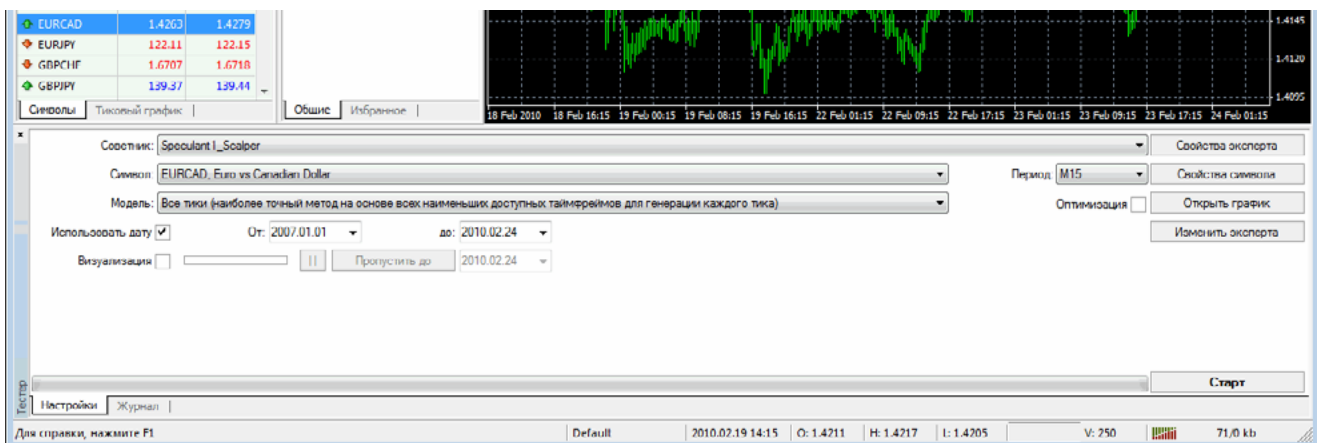 EURCAD 1.4263 1.4279
1.4145
EURJPY 122.11 122.15
GBPCHF 1.6707 1.6718
1.4120
GBPJPY 139.37 139.44
1.4095
Символы Тиковый график Общие Избранное
18 Feb 2010 18 Feb 16:15 19 Feb 00:15 19 Feb 08:15 19 Feb 16:15 22 Feb 01:15 22 Feb 09:15 22 Feb 17:15 23 Feb 01:15 23 Feb 09:15 23 Feb 17:15 24 Feb 01:15
Советник: Speculant I_Scalper Свойства эксперта
Символ: EURCAD, Euro vs Canadian Dollar Период: M15 Свойства символа
Модель: Все тики (наиболее точный метод на основе всех наименьших доступных таймфреймов для генерации каждого тика) Оптимизация Открыть график
Использовать дату От: 2007.01.01 до: 2010.02.24 Изменить эксперта
Визуализация Пропустить до 2010.02.24
Старт
Тестер
Настройки Журнал
Для справки, нажмите F1 Default 2010.02.19 14:15 O: 1.4211 H: 1.4217 L: 1.4205 V: 250 71/0 kb